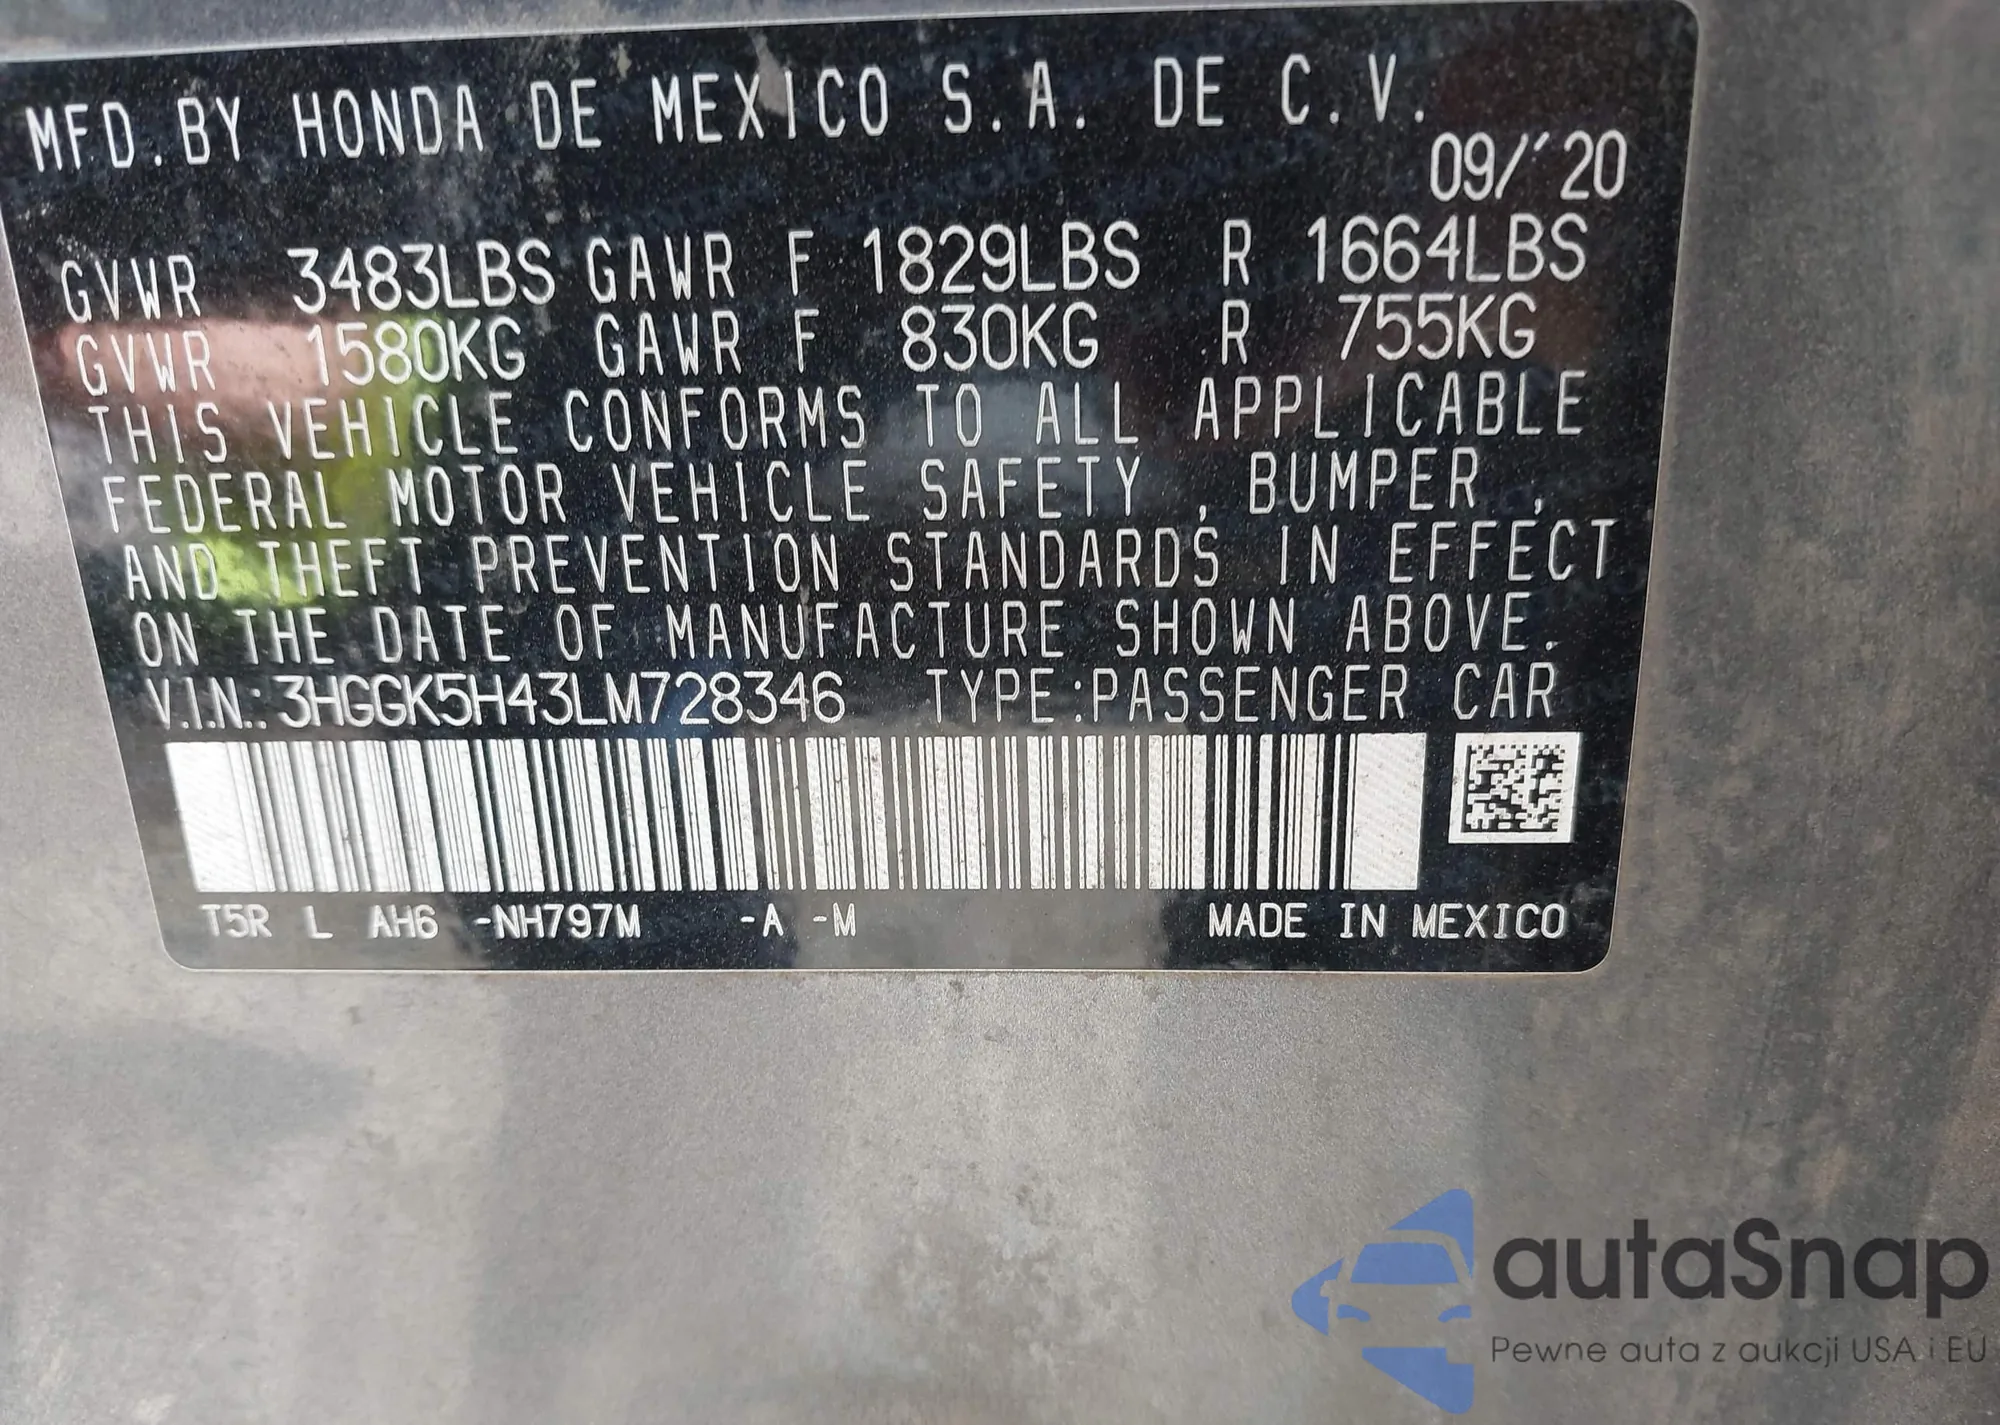 MFD.BY HONDA DE MEXICO S.A. DE C.V.
09/'20
GVWR 3483LBS GAWR F 1829LBS R 1664LBS
GVWR 1580KG GAWR F 830KG R 755KG
THIS VEHICLE CONFORMS TO ALL APPLICABLE
FEDERAL MOTOR VEHICLE SAFETY , BUMPER ,
AND THEFT PREVENTION STANDARDS IN EFFECT
ON THE DATE OF MANUFACTURE SHOWN ABOVE.
V.I.N.: 3HGGK5H43LM728346 TYPE:PASSENGER CAR
T5R L AH6 -NH797M -A -M MADE IN MEXICO
autaSnap
Pewne auta z aukcji USA i EU